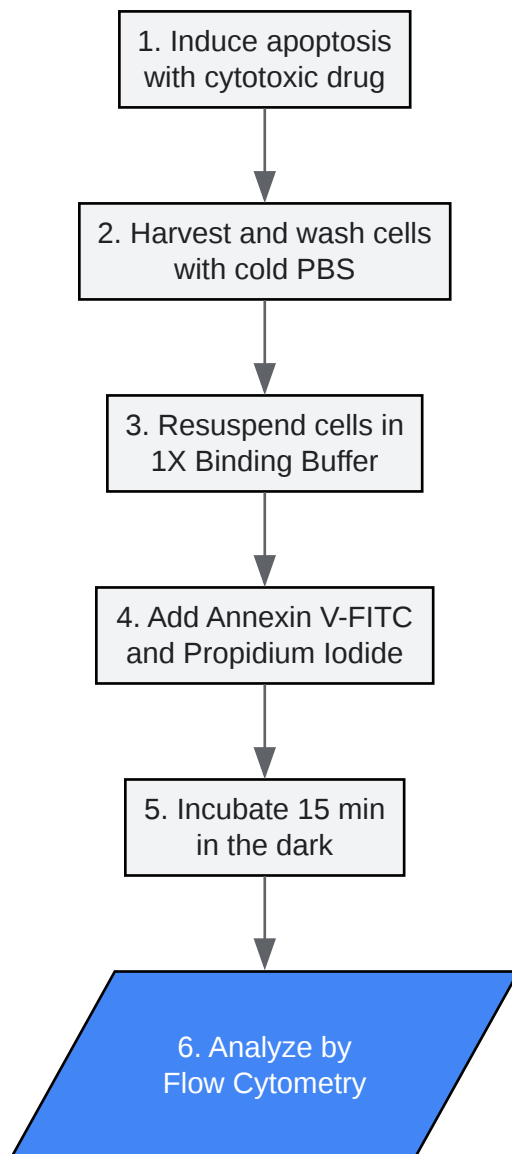 1. Induce apoptosis
with cytotoxic drug
2. Harvest and wash cells
with cold PBS
3. Resuspend cells in
1X Binding Buffer
4. Add Annexin V-FITC
and Propidium Iodide
5. Incubate 15 min
in the dark
6. Analyze by
Flow Cytometry